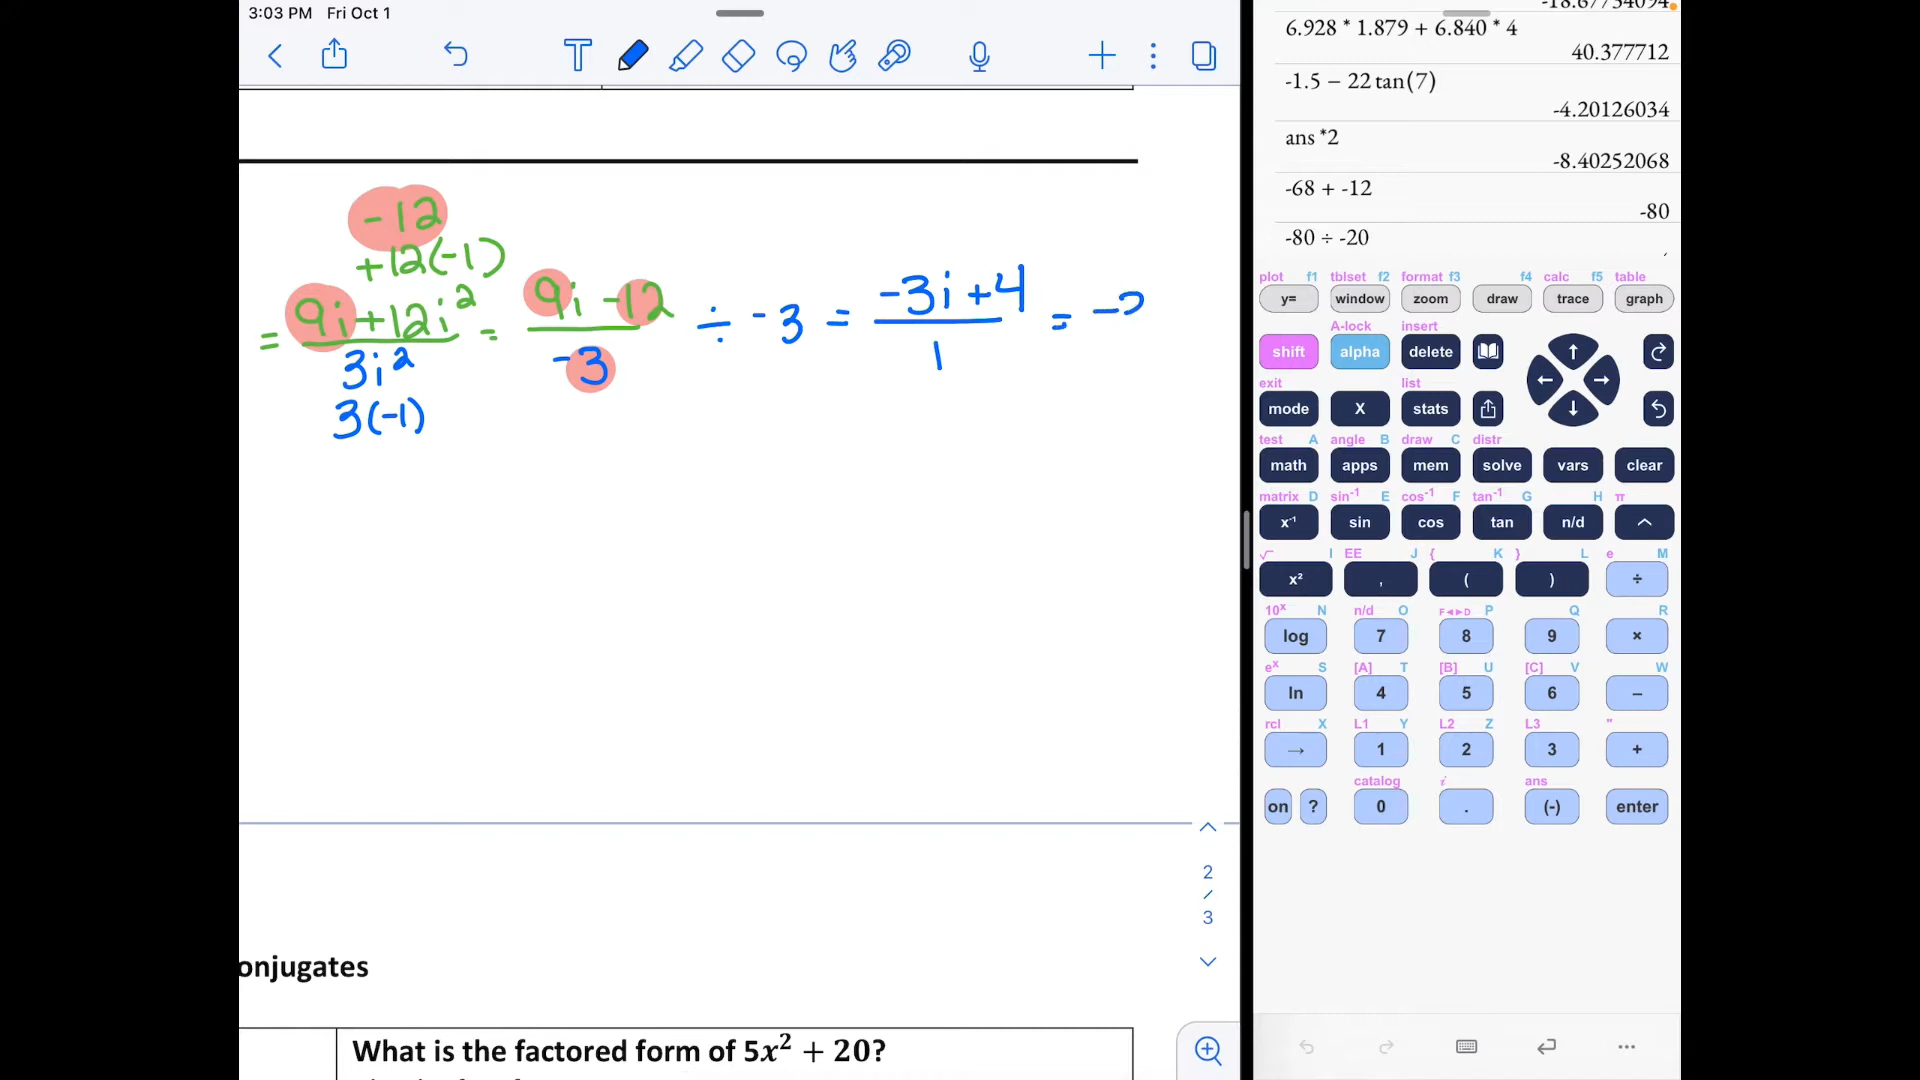 3:03 PM Fri Oct 1
-12
+12(-1)
= 9i+12i² / 3i² = 9i -12 / -3 ÷ -3 = -3i +4 / 1 =
3(-1)
2
/
3
onjugates
What is the factored form of 5x² + 20?
-18.67734094
6.928 * 1.879 + 6.840 * 4
40.377712
-1.5 − 22 tan(7)
-4.20126034
ans *2
-8.40252068
-68 + -12
-80
-80 ÷ -20
plot f1 tblset f2 format f3 f4 calc f5 table
y= window zoom draw trace graph
A-lock insert
shift alpha delete
exit list
mode X stats
test A angle B draw C distr
math apps mem solve vars clear
matrix D sin⁻¹ E cos⁻¹ F tan⁻¹ G H π
x⁻¹ sin cos tan n/d ^
√ I EE J { K } L e M
x² , ( ) ÷
10ˣ N n/d O F◄►D P Q R
log 7 8 9 ×
eˣ S [A] T [B] U [C] V W
ln 4 5 6 −
rcl X L1 Y L2 Z L3 "
→ 1 2 3 +
catalog i ans
on ? 0 . (-) enter